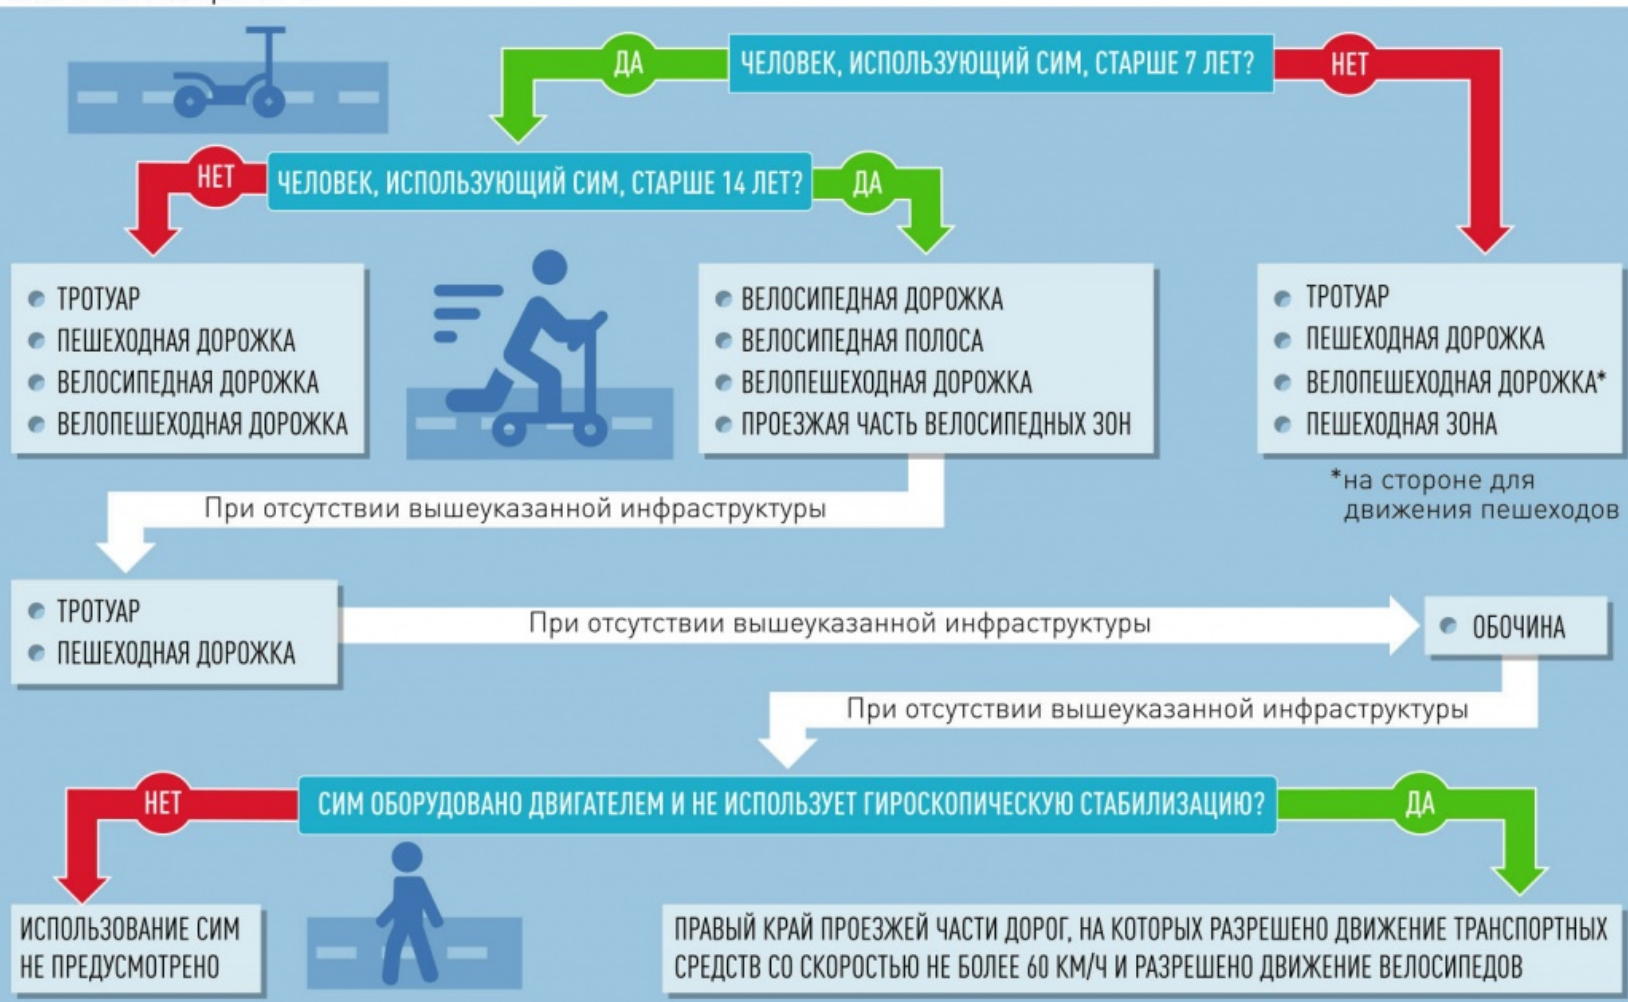 ДА
ЧЕЛОВЕК, ИСПОЛЬЗУЮЩИЙ СИМ, СТАРШЕ 7 ЛЕТ?
НЕТ
НЕТ
ЧЕЛОВЕК, ИСПОЛЬЗУЮЩИЙ СИМ, СТАРШЕ 14 ЛЕТ?
ДА
ТРОТУАР
ПЕШЕХОДНАЯ ДОРОЖКА
ВЕЛОСИПЕДНАЯ ДОРОЖКА
ВЕЛОПЕШЕХОДНАЯ ДОРОЖКА
ВЕЛОСИПЕДНАЯ ДОРОЖКА
ВЕЛОСИПЕДНАЯ ПОЛОСА
ВЕЛОПЕШЕХОДНАЯ ДОРОЖКА
ПРОЕЗЖАЯ ЧАСТЬ ВЕЛОСИПЕДНЫХ ЗОН
ТРОТУАР
ПЕШЕХОДНАЯ ДОРОЖКА
ВЕЛОПЕШЕХОДНАЯ ДОРОЖКА*
ПЕШЕХОДНАЯ ЗОНА
*на стороне для
движения пешеходов
При отсутствии вышеуказанной инфраструктуры
ТРОТУАР
ПЕШЕХОДНАЯ ДОРОЖКА
При отсутствии вышеуказанной инфраструктуры
ОБОЧИНА
При отсутствии вышеуказанной инфраструктуры
НЕТ
СИМ ОБОРУДОВАНО ДВИГАТЕЛЕМ И НЕ ИСПОЛЬЗУЕТ ГИРОСКОПИЧЕСКУЮ СТАБИЛИЗАЦИЮ?
ДА
ИСПОЛЬЗОВАНИЕ СИМ
НЕ ПРЕДУСМОТРЕНО
ПРАВЫЙ КРАЙ ПРОЕЗЖЕЙ ЧАСТИ ДОРОГ, НА КОТОРЫХ РАЗРЕШЕНО ДВИЖЕНИЕ ТРАНСПОРТНЫХ
СРЕДСТВ СО СКОРОСТЬЮ НЕ БОЛЕЕ 60 КМ/Ч И РАЗРЕШЕНО ДВИЖЕНИЕ ВЕЛОСИПЕДОВ